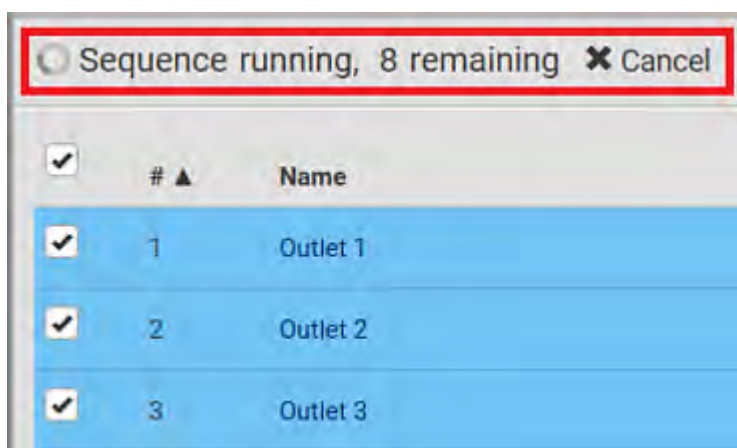 Sequence running, 8 remaining ✖ Cancel
# ▲ Name
1 Outlet 1
2 Outlet 2
3 Outlet 3